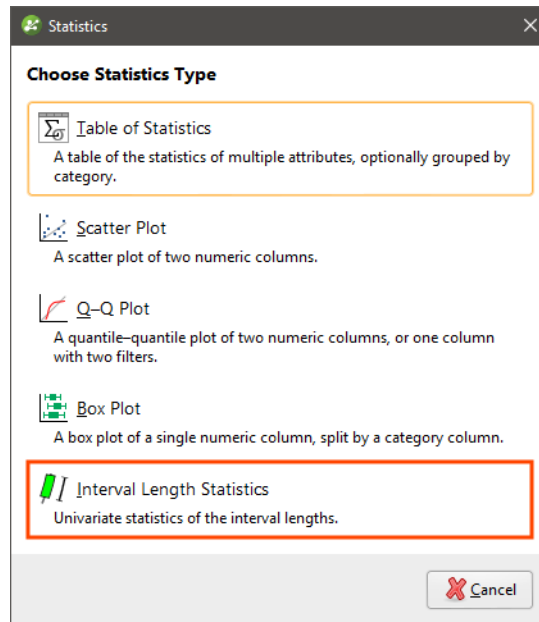 Statistics
Choose Statistics Type
Table of Statistics
A table of the statistics of multiple attributes, optionally grouped by
category.
Scatter Plot
A scatter plot of two numeric columns.
Q–Q Plot
A quantile–quantile plot of two numeric columns, or one column
with two filters.
Box Plot
A box plot of a single numeric column, split by a category column.
Interval Length Statistics
Univariate statistics of the interval lengths.
Cancel